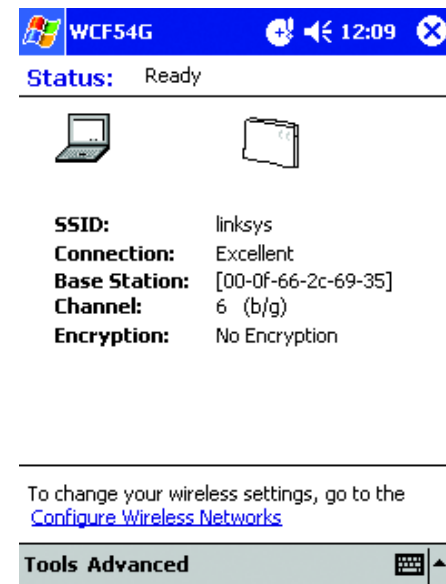 WCF54G 12:09
Status: Ready
SSID: linksys
Connection: Excellent
Base Station: [00-0f-66-2c-69-35]
Channel: 6 (b/g)
Encryption: No Encryption
To change your wireless settings, go to the
Configure Wireless Networks
Tools Advanced